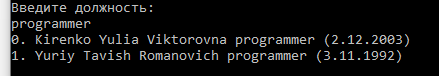 Введите должность:
programmer
0. Kirenko Yulia Viktorovna programmer (2.12.2003)
1. Yuriy Tavish Romanovich programmer (3.11.1992)